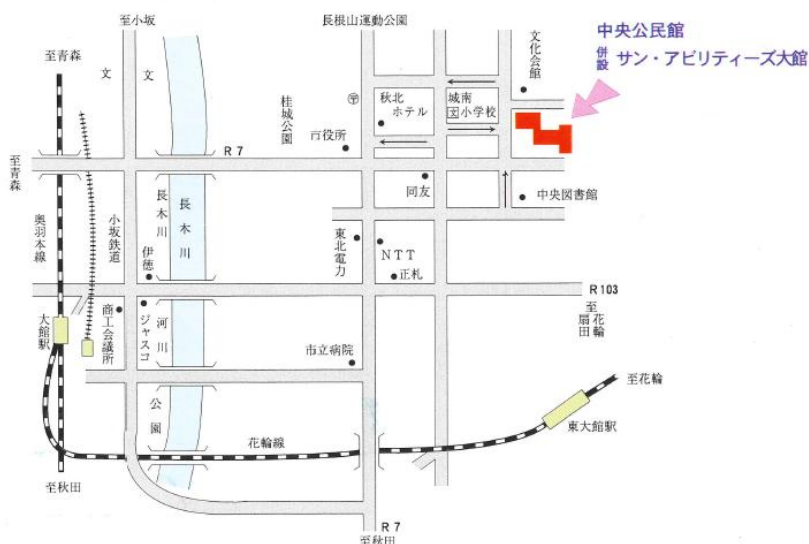 至小坂
長根山運動公園
中央公民館
併設 サン・アビリティーズ大館
至青森
文
文
文化会館
桂城公園
〒
秋北
ホテル
城南
文小学校
市役所
R7
至青森
同友
中央図書館
奥羽本線
小坂鉄道
長木川
長木川
伊徳
東北電力
NTT
正札
R103
至花輪
扇田
大館駅
商工会議所
ジャスコ
河川
市立病院
公園
至花輪
東大館駅
花輪線
至秋田
R7
至秋田